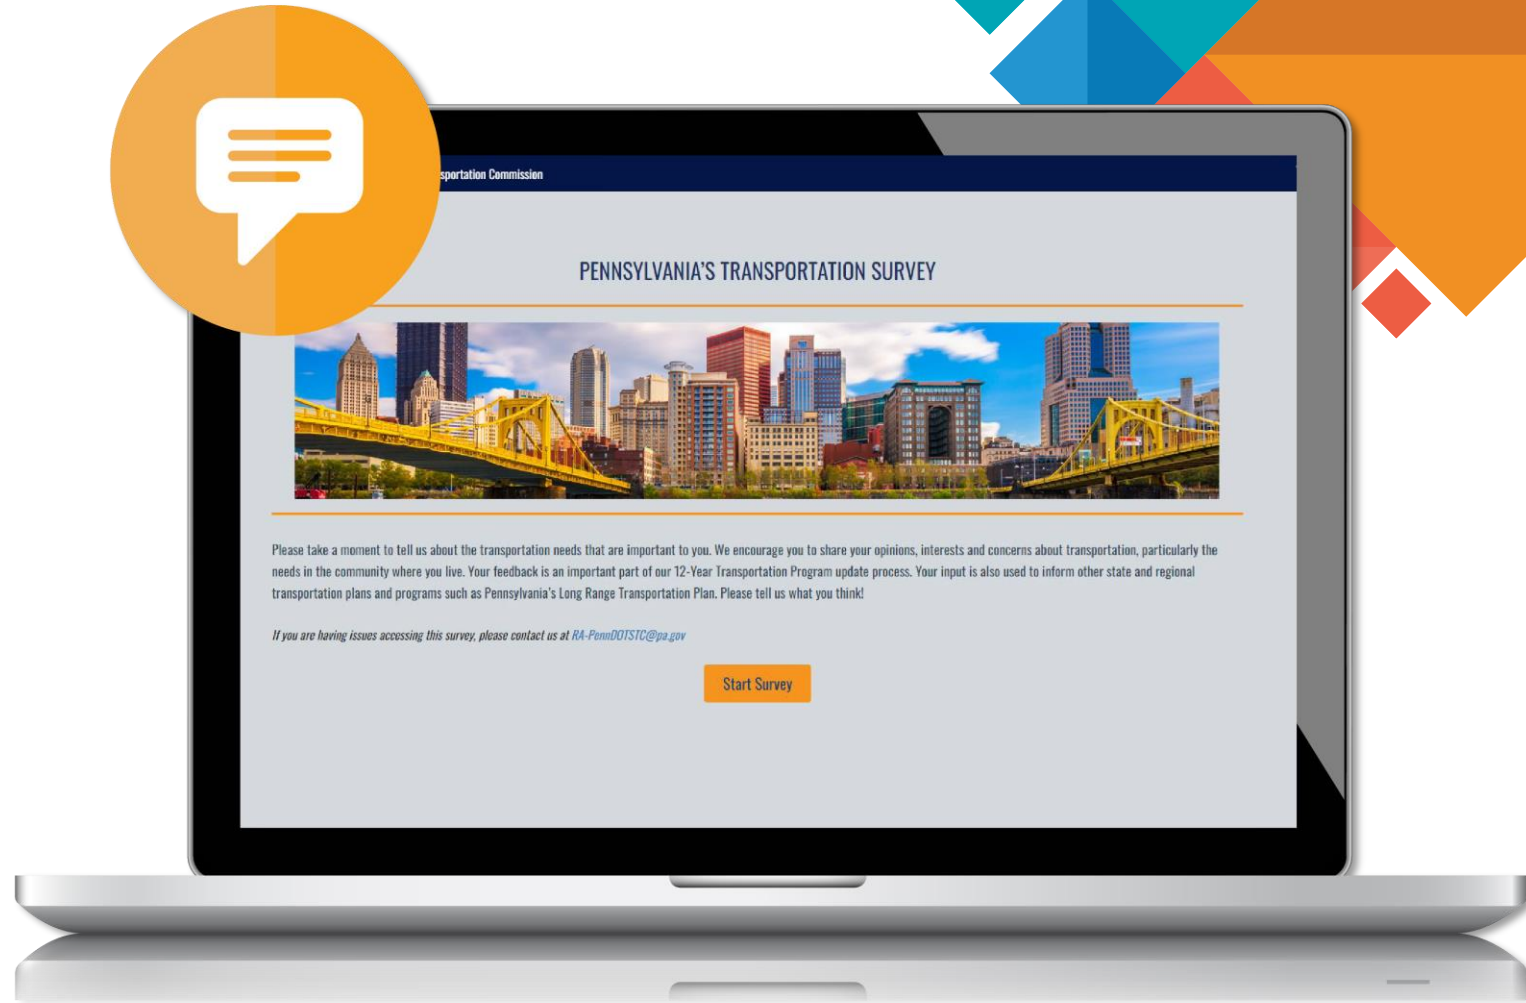 Commission
PENNSYLVANIA'S TRANSPORTATION SURVEY
Please take a moment to tell us about the transportation needs that are important to you. We encourage you to share your opinions, interests and concerns about transportation, particularly the
needs in the community where you live. Your feedback is an important part of our 12-Year Transportation Program update process. Your input is also used to inform other state and regional
transportation plans and programs such as Pennsylvania's Long Range Transportation Plan. Please tell us what you think!
If you are having issues accessing this survey, please contact us at RA-PennDOTSTC@pa.gov
Start Survey